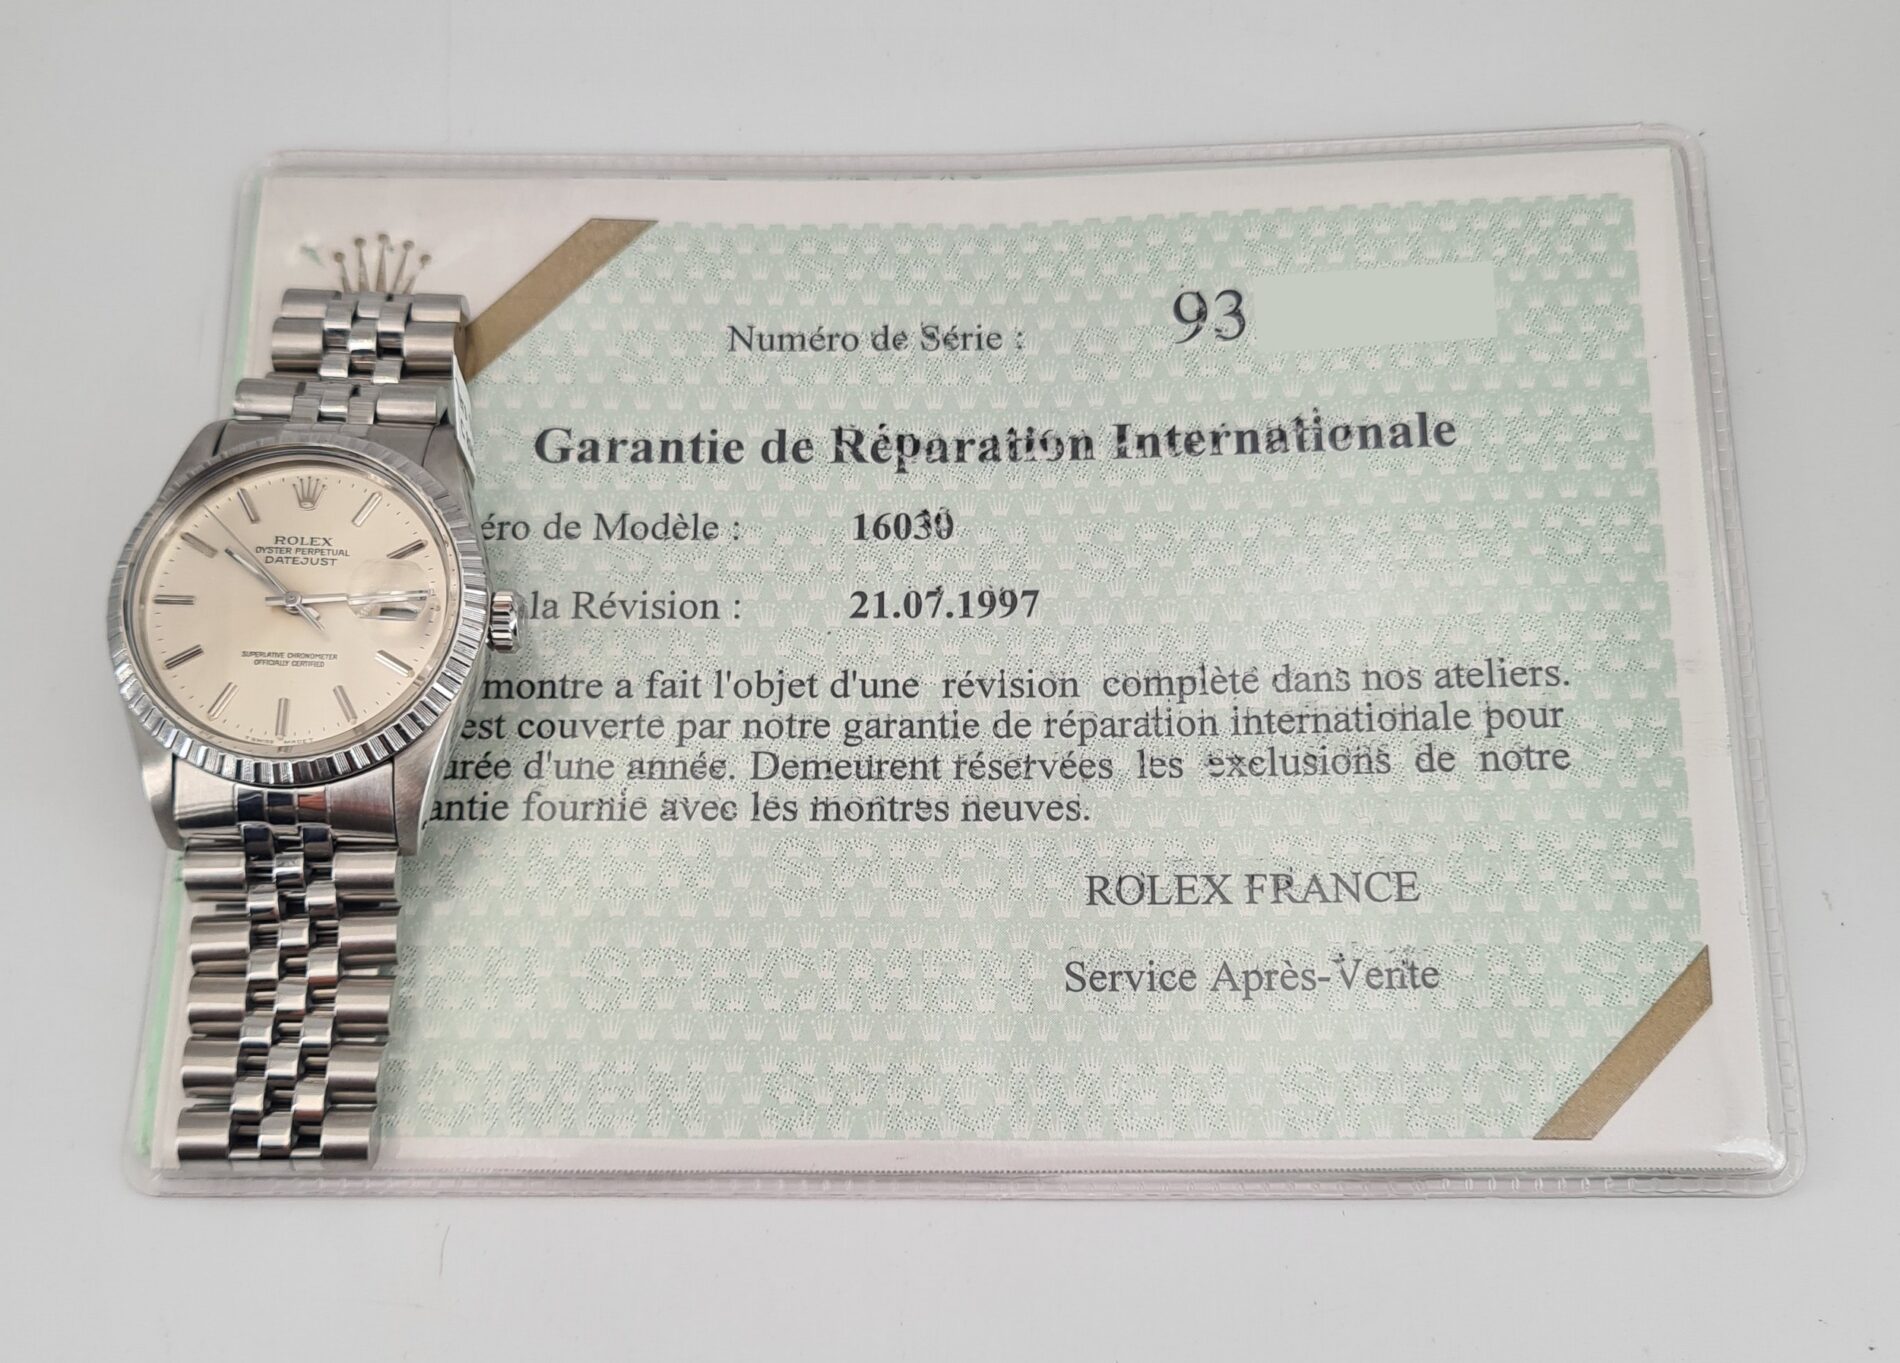 Numéro de Série : 93
Garantie de Réparation Internationale
éro de Modèle : 16030
la Révision : 21.07.1997
montre a fait l'objet d'une révision complète dans nos ateliers.
est couverte par notre garantie de réparation internationale pour
urée d'une année. Demeurent réservées les exclusions de notre
antie fournie avec les montres neuves.
ROLEX FRANCE
Service Après-Vente
ROLEX
OYSTER PERPETUAL
DATEJUST
SUPERLATIVE CHRONOMETER
OFFICIALLY CERTIFIED